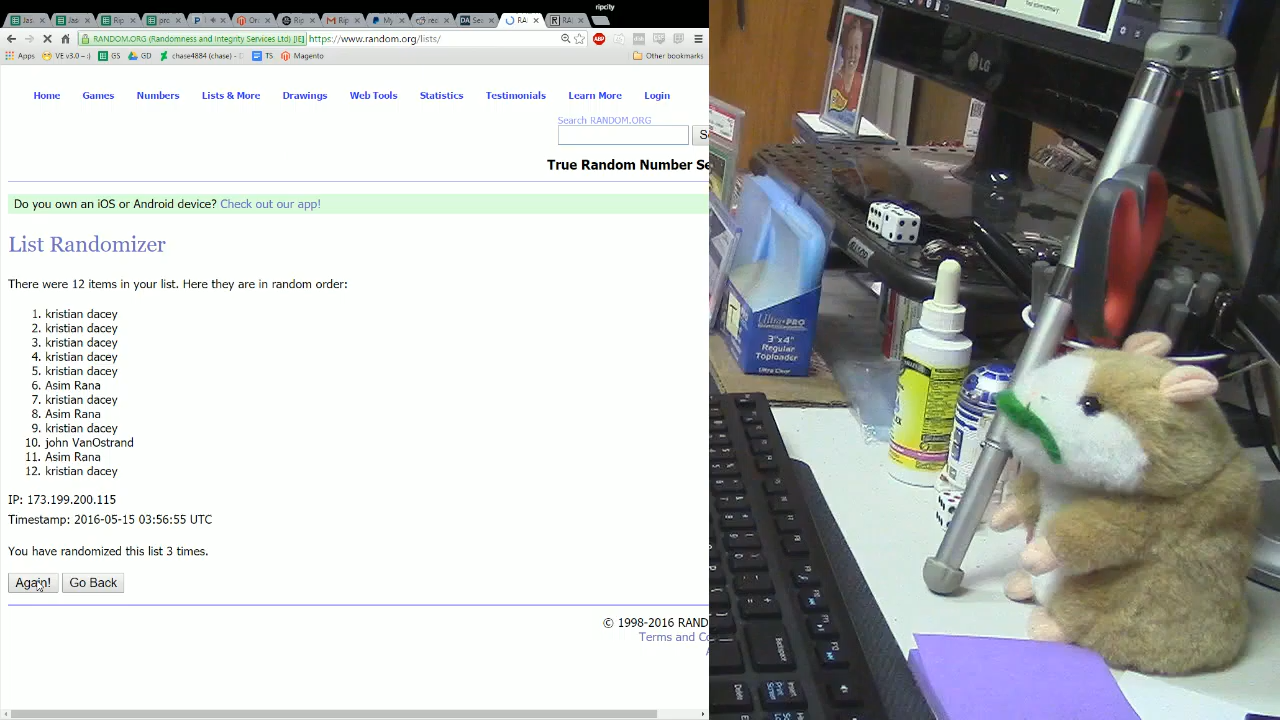 ripcity
RANDOM.ORG (Randomness and Integrity Services Ltd) [IE] https://www.random.org/lists/
Apps VE v3.0 -- :) GS GD chase4884 (chase) - D TS Magento Other bookmarks
Home Games Numbers Lists & More Drawings Web Tools Statistics Testimonials Learn More Login
Search RANDOM.ORG
True Random Number Se
Do you own an iOS or Android device? Check out our app!
List Randomizer
There were 12 items in your list. Here they are in random order:
1. kristian dacey
2. kristian dacey
3. kristian dacey
4. kristian dacey
5. kristian dacey
6. Asim Rana
7. kristian dacey
8. Asim Rana
9. kristian dacey
10. john VanOstrand
11. Asim Rana
12. kristian dacey
IP: 173.199.200.115
Timestamp: 2016-05-15 03:56:55 UTC
You have randomized this list 3 times.
Again! Go Back
© 1998-2016 RAND
Terms and Co
LG
Ultra·PRO
3"x4"
Regular
Toploader
Ultra Clear
Backspace